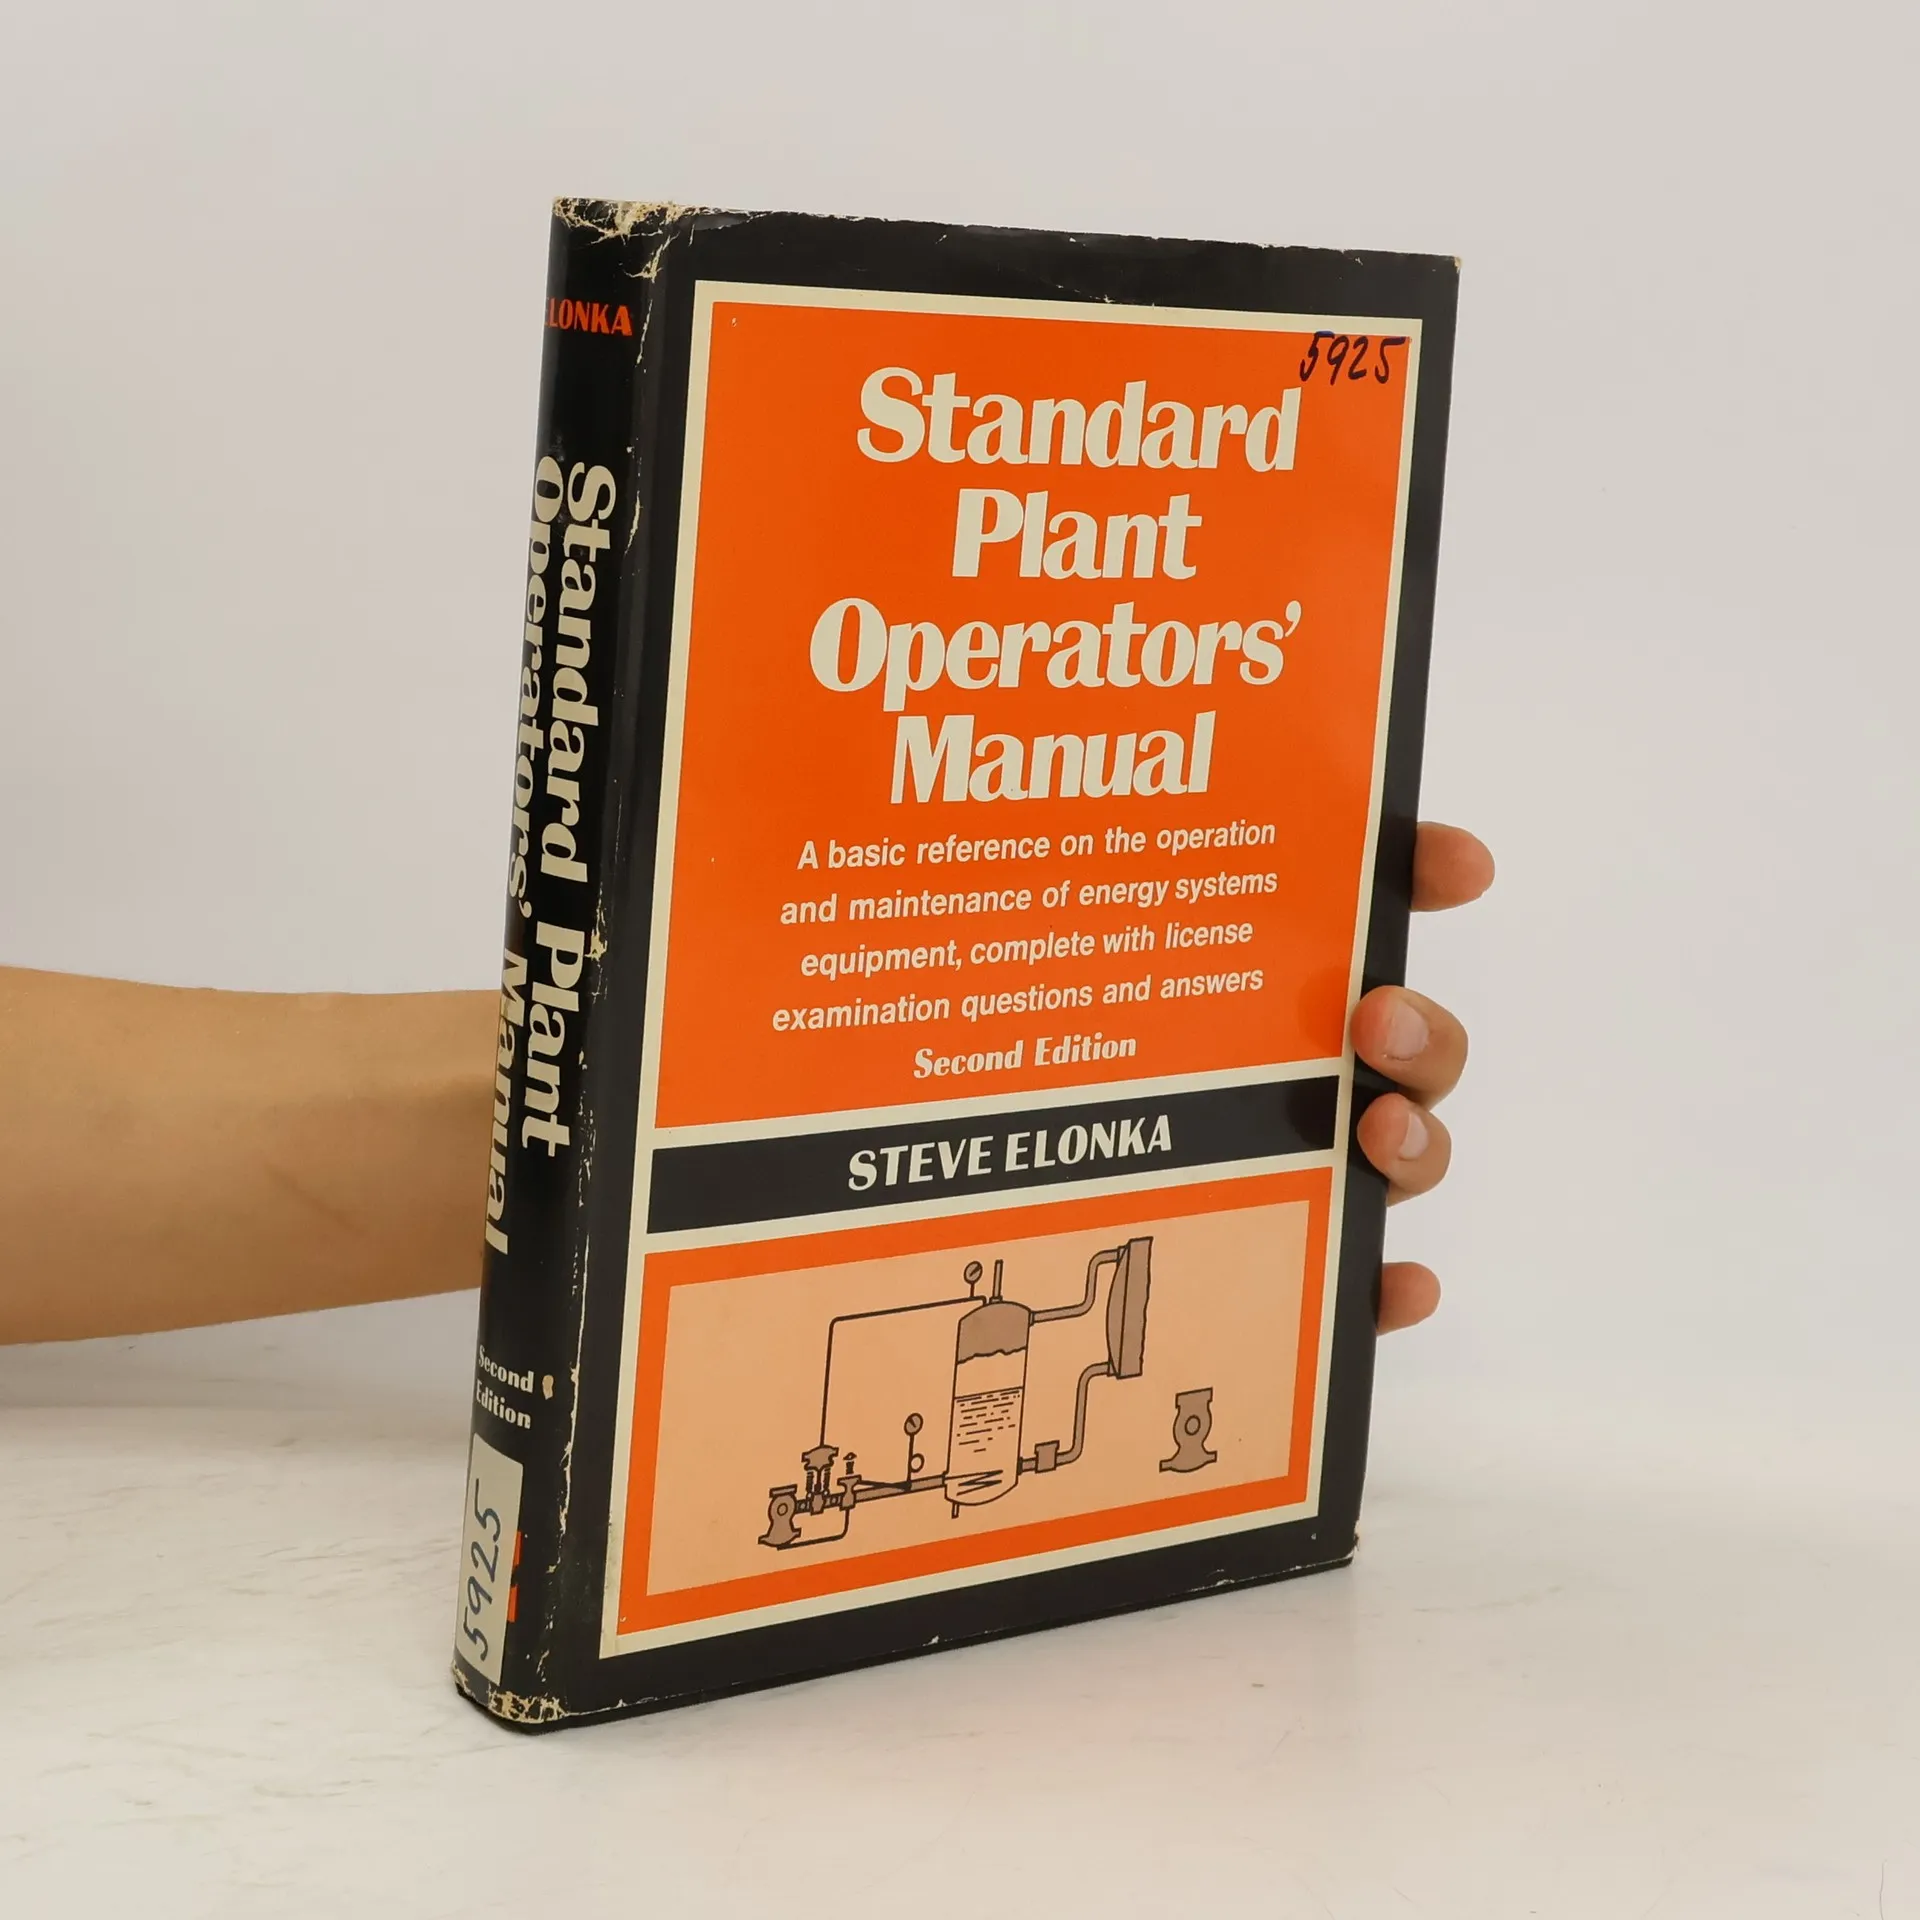 ELONKA
Standard Plant
Operators' Manual
Second
Edition
5925
5925
Standard
Plant
Operators'
Manual
A basic reference on the operation
and maintenance of energy systems
equipment, complete with license
examination questions and answers
Second Edition
STEVE ELONKA